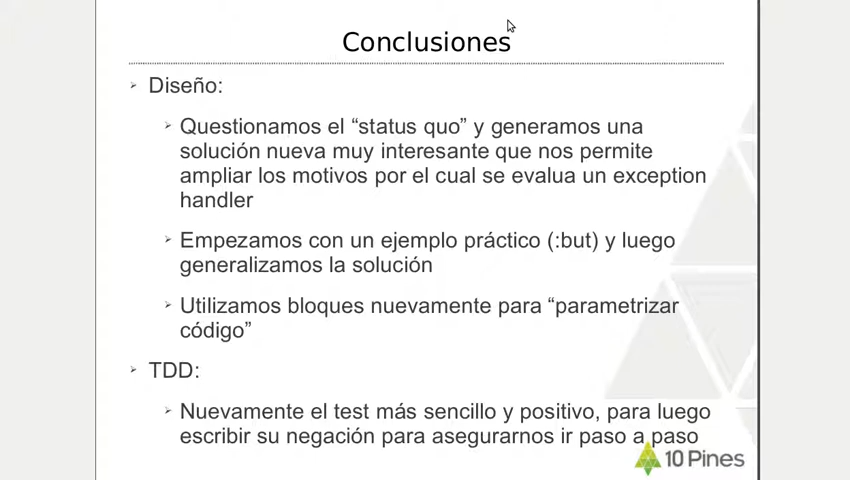 Conclusiones
Diseño:
Questionamos el “status quo” y generamos una
solución nueva muy interesante que nos permite
ampliar los motivos por el cual se evalua un exception
handler
Empezamos con un ejemplo práctico (:but) y luego
generalizamos la solución
Utilizamos bloques nuevamente para “parametrizar
código”
TDD:
Nuevamente el test más sencillo y positivo, para luego
escribir su negación para asegurarnos ir paso a paso
10 Pines